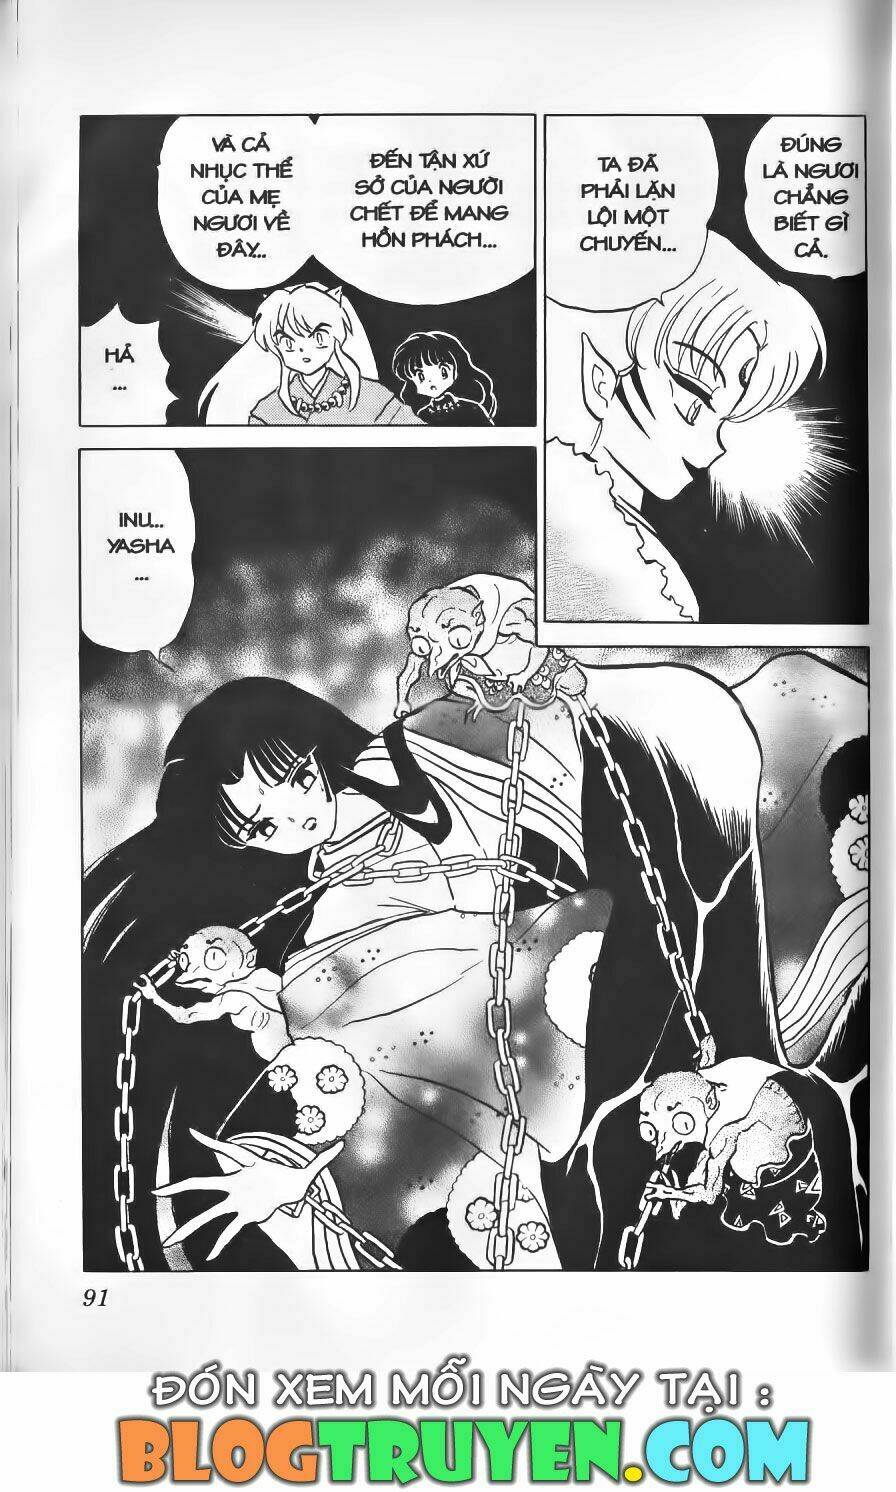 ĐÚNG
LÀ NGƯƠI
CHẲNG
BIẾT GÌ
CẢ.
TA ĐÃ
PHẢI LẶN
LỘI MỘT
CHUYẾN...
ĐẾN TẬN XỨ
SỞ CỦA NGƯỜI
CHẾT ĐỂ MANG
HỒN PHÁCH...
VÀ CẢ
NHỤC THỂ
CỦA MẸ
NGƯƠI VỀ
ĐÂY...
HẢ
...
INU...
YASHA
...
91
ĐÓN XEM MỖI NGÀY TẠI :
BLOGTRUYEN.COM